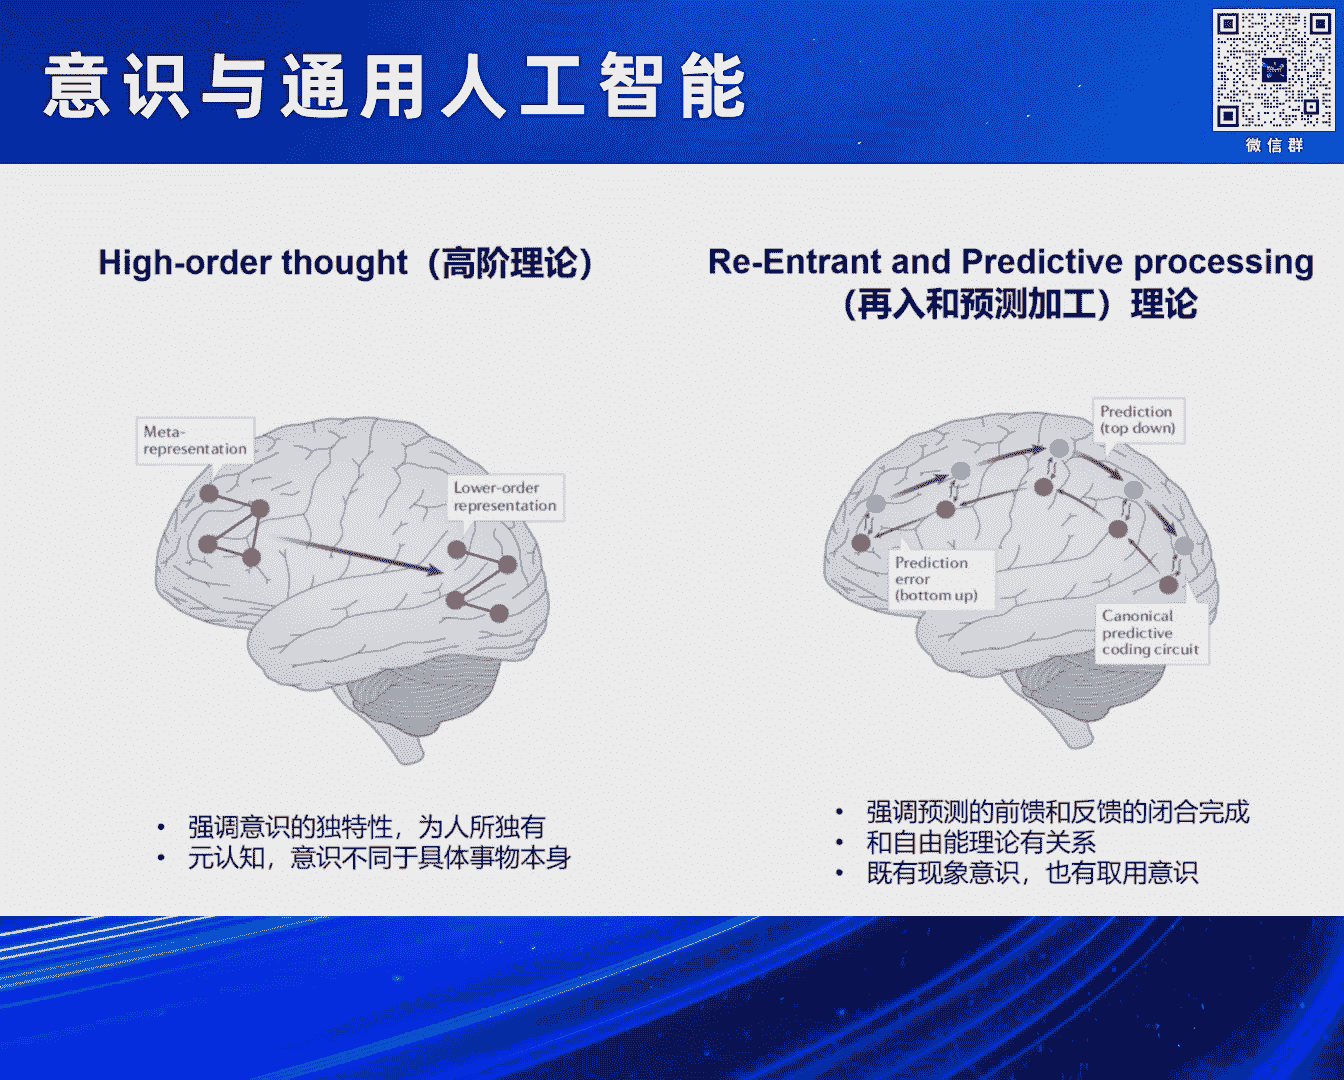 意识与通用人工智能
微信群
High-order thought（高阶理论）
Meta-
representation
Lower-order
representation
• 强调意识的独特性，为人所独有
• 元认知，意识不同于具体事物本身
Re-Entrant and Predictive processing
（再入和预测加工）理论
Prediction
(top down)
Prediction
error
(bottom up)
Canonical
predictive
coding circuit
• 强调预测的前馈和反馈的闭合完成
• 和自由能理论有关系
• 既有现象意识，也有取用意识